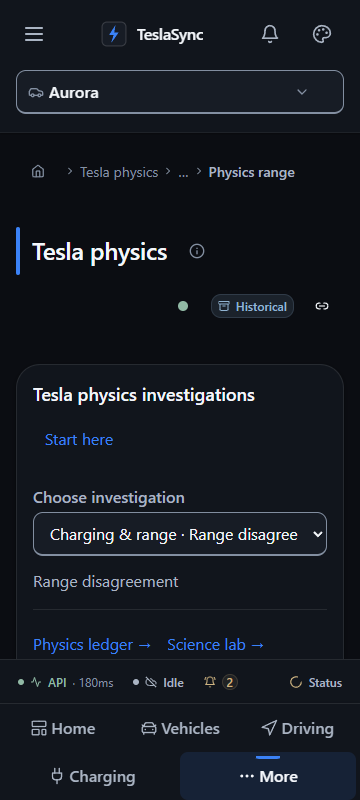 TeslaSync
Aurora
Tesla physics > ... > Physics range
Tesla physics
Historical
Tesla physics investigations
Start here
Choose investigation
Charging & range · Range disagree
Range disagreement
Physics ledger → Science lab →
API · 180ms Idle 2 Status
Home Vehicles Driving
Charging ··· More